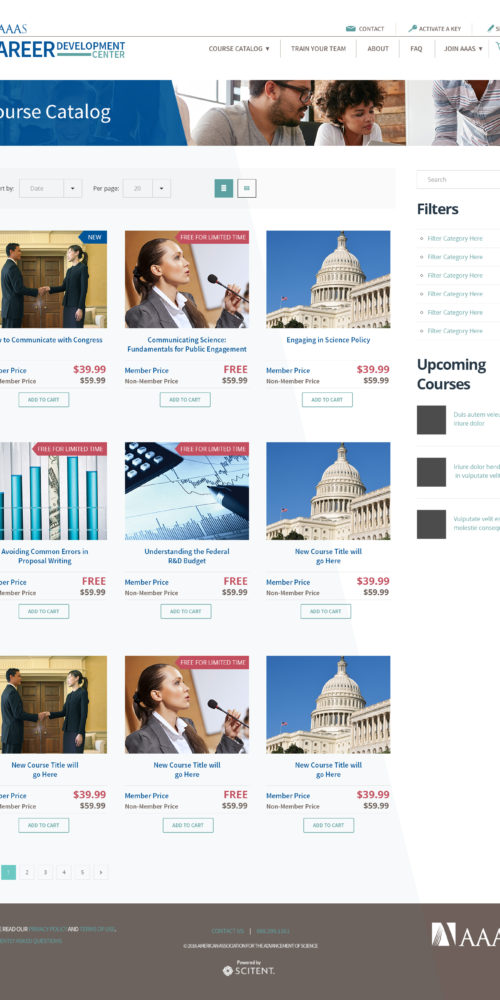 AAAS
CONTACT
ACTIVATE A KEY
AREER DEVELOPMENT
CENTER
COURSE CATALOG ▼
TRAIN YOUR TEAM
ABOUT
FAQ
JOIN AAAS ▼
ourse Catalog
rt by:
Date
Per page:
20
Search
Filters
Filter Category Here
Filter Category Here
Filter Category Here
Filter Category Here
Filter Category Here
Filter Category Here
NEW
FREE FOR LIMITED TIME
to Communicate with Congress
Communicating Science:
Fundamentals for Public Engagement
Engaging in Science Policy
ber Price $39.99
Member Price $59.99
ADD TO CART
Member Price FREE
Non-Member Price $59.99
ADD TO CART
Member Price $39.99
Non-Member Price $59.99
ADD TO CART
Upcoming
Courses
Duis autem
iriure dolor
Iriure dolor
in vulputate
Vulputate velit
molestie
FREE FOR LIMITED TIME
FREE FOR LIMITED TIME
Avoiding Common Errors in
Proposal Writing
Understanding the Federal
R&D Budget
New Course Title will
go Here
ber Price FREE
Member Price $59.99
ADD TO CART
Member Price FREE
Non-Member Price $59.99
ADD TO CART
Member Price $39.99
Non-Member Price $59.99
ADD TO CART
FREE FOR LIMITED TIME
New Course Title will
go Here
New Course Title will
go Here
New Course Title will
go Here
ber Price $39.99
Member Price $59.99
ADD TO CART
Member Price FREE
Non-Member Price $59.99
ADD TO CART
Member Price $39.99
Non-Member Price $59.99
ADD TO CART
1 2 3 4 5 >
READ OUR PRIVACY POLICY AND TERMS OF USE.
ENTLY ASKED QUESTIONS
CONTACT US |
© 2016 AMERICAN ASSOCIATION FOR THE ADVANCEMENT OF SCIENCE
Powered by
SCITENT.
AAAS